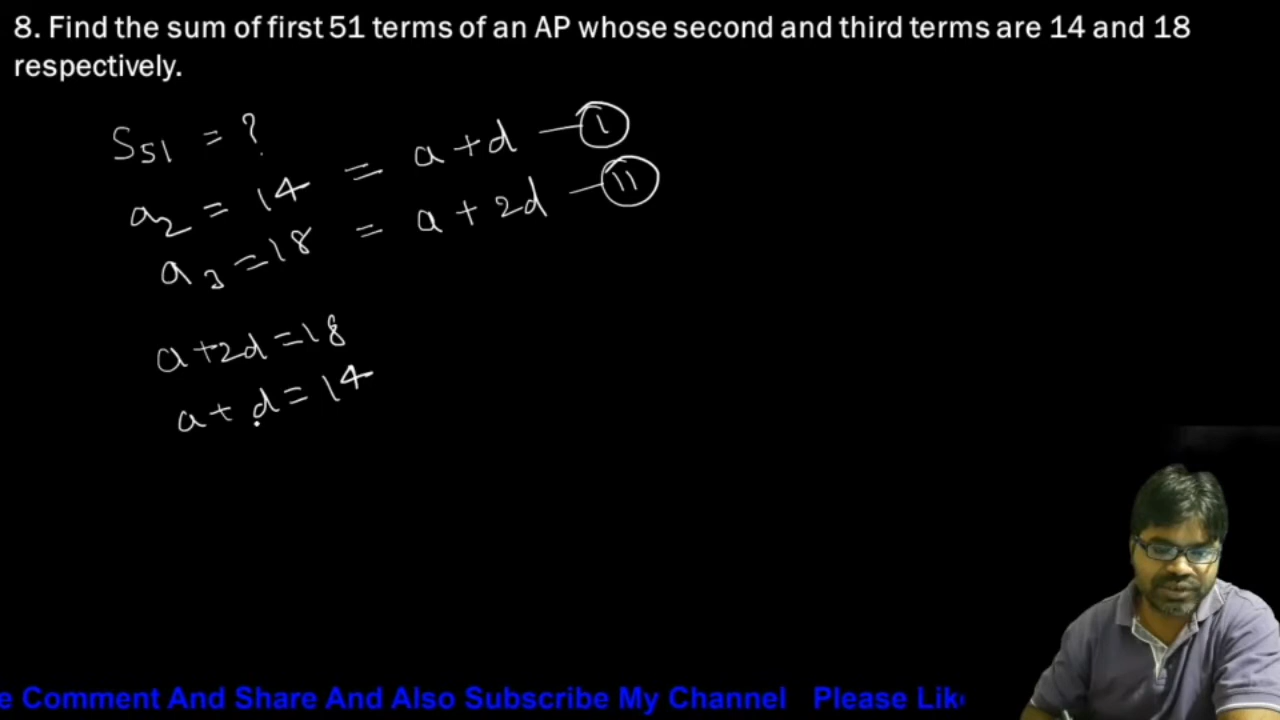 8. Find the sum of first 51 terms of an AP whose second and third terms are 14 and 18
respectively.
S₅₁ = ?
a₂ = 14 = a + d — ①
a₃ = 18 = a + 2d — ⑪
a + 2d = 18
a + d = 14
e Comment And Share And Also Subscribe My Channel Please Lik